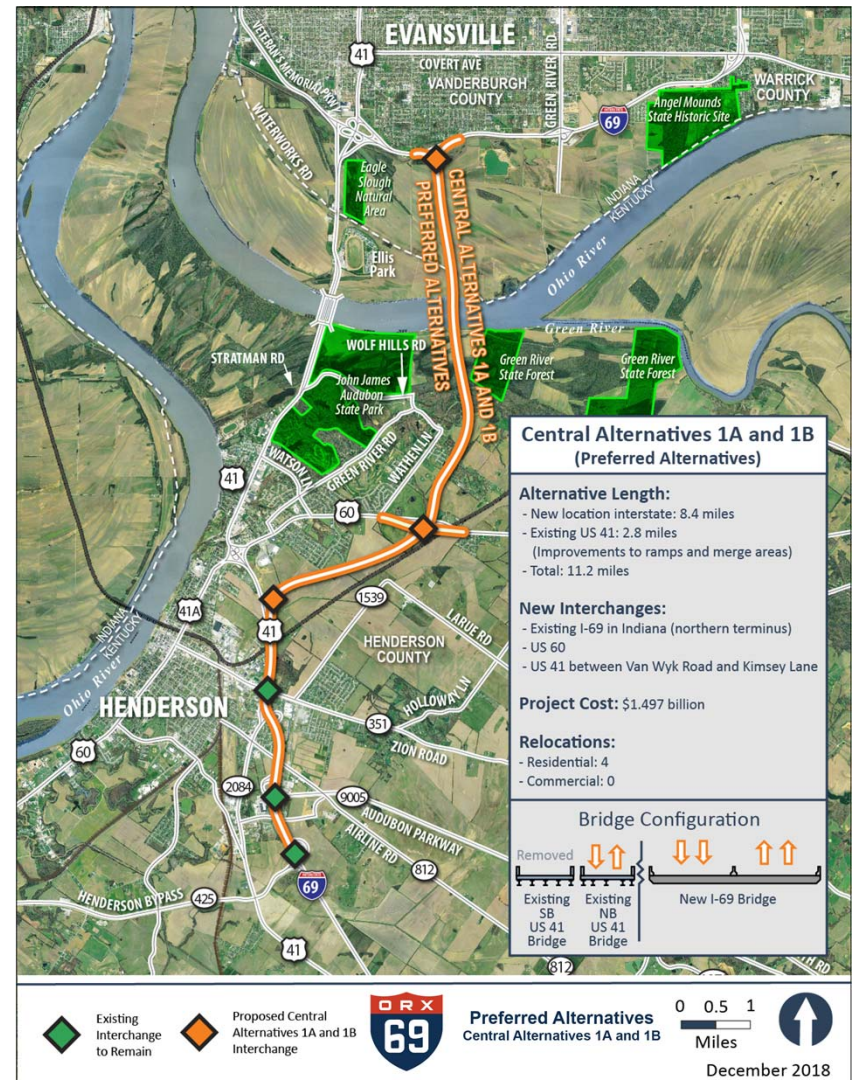 EVANSVILLE
41
COVERT AVE
VANDERBURGH
COUNTY
VETERAN'S MEMORIAL PKWY
WATERWORKS RD
GREEN RIVER RD
WARRICK
COUNTY
Angel Mounds
State Historic Site
69
INDIANA
KENTUCKY
Ohio River
Eagle
Slough
Natural
Area
Ellis
Park
CENTRAL ALTERNATIVES 1A AND 1B
PREFERRED ALTERNATIVES
Green River
STRATMAN RD
WOLF HILLS RD
John James
Audubon
State Park
Green River
State Forest
Green River
State Forest
WATSON LN
GREEN RIVER RD
WATHEN LN
41
60
41A
1539
LARUE RD
41
HENDERSON
COUNTY
INDIANA
KENTUCKY
Ohio River
HENDERSON
HOLLOWAY LN
351
ZION ROAD
60
2084
9005
AUDUBON PARKWAY
AIRLINE RD
812
HENDERSON BYPASS
425
69
41
812
Central Alternatives 1A and 1B
(Preferred Alternatives)
Alternative Length:
- New location interstate: 8.4 miles
- Existing US 41: 2.8 miles
(Improvements to ramps and merge areas)
- Total: 11.2 miles
New Interchanges:
- Existing I-69 in Indiana (northern terminus)
- US 60
- US 41 between Van Wyk Road and Kimsey Lane
Project Cost: $1.497 billion
Relocations:
- Residential: 4
- Commercial: 0
Bridge Configuration
Removed
Existing
SB
US 41
Bridge
Existing
NB
US 41
Bridge
New I-69 Bridge
Existing
Interchange
to Remain
Proposed Central
Alternatives 1A and 1B
Interchange
ORX
69
Preferred Alternatives
Central Alternatives 1A and 1B
0 0.5 1
Miles
December 2018